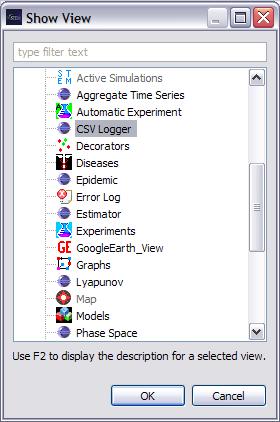 Show View
type filter text
Active Simulations
Aggregate Time Series
Automatic Experiment
CSV Logger
Decorators
Diseases
Epidemic
Error Log
Estimator
Experiments
GE GoogleEarth_View
Graphs
Lyapunov
Map
Models
Phase Space
Use F2 to display the description for a selected view.
OK Cancel